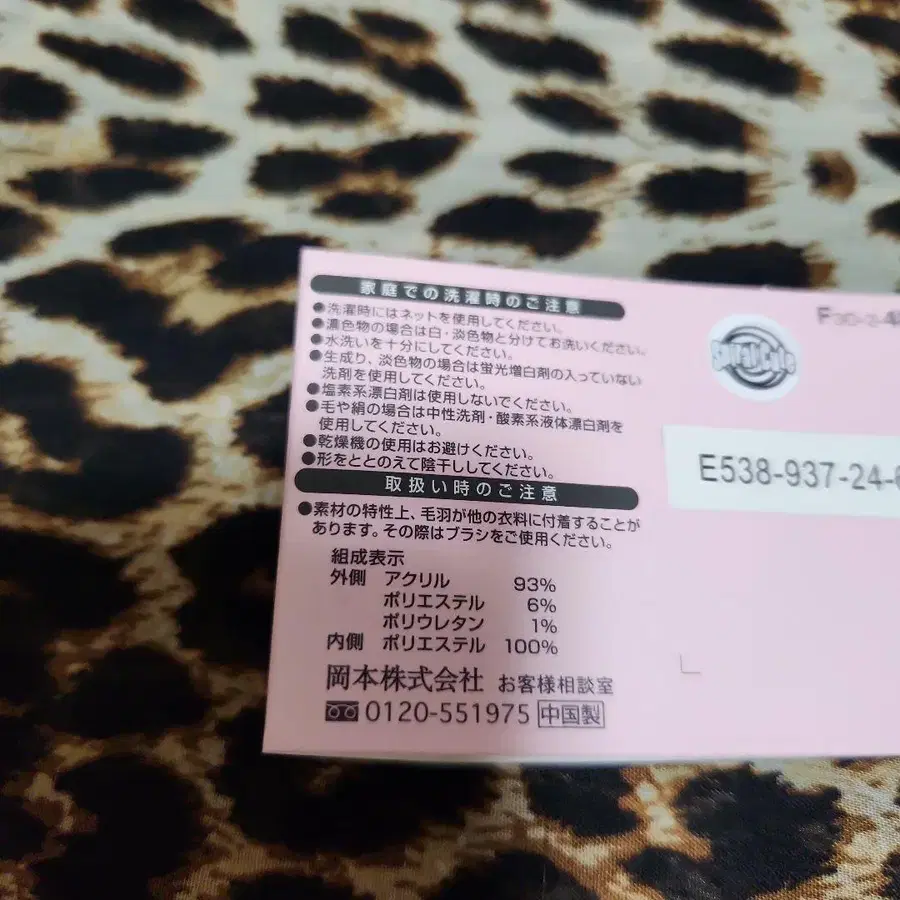 家庭での洗濯時のご注意
●洗濯時にはネットを使用してください。
●濃色物の場合は白・淡色物と分けてお洗いください。
●水洗いを十分にしてください。
●生成り、淡色物の場合は蛍光増白剤の入っていない
洗剤を使用してください。
●塩素系漂白剤は使用しないでください。
●毛や絹の場合は中性洗剤・酸素系液体漂白剤を
使用してください。
●乾燥機の使用はお避けください。
●形をととのえて陰干ししてください。
取扱い時のご注意
●素材の特性上、毛羽が他の衣料に付着することが
あります。その際はブラシをご使用ください。
組成表示
外側 アクリル 93%
ポリエステル 6%
ポリウレタン 1%
内側 ポリエステル 100%
岡本株式会社 お客様相談室
0120-551975 中国製
E538-937-24-